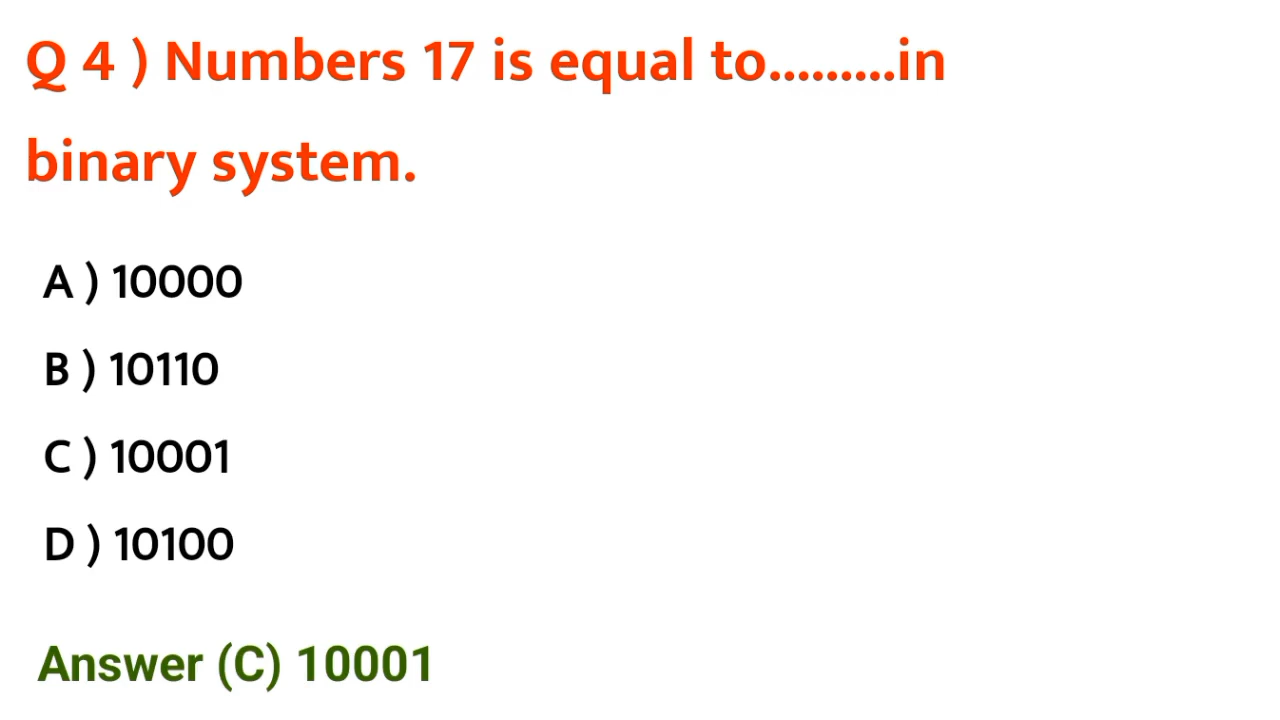 Q 4 ) Numbers 17 is equal to.........in
binary system.
A ) 10000
B ) 10110
C ) 10001
D ) 10100
Answer (C) 10001